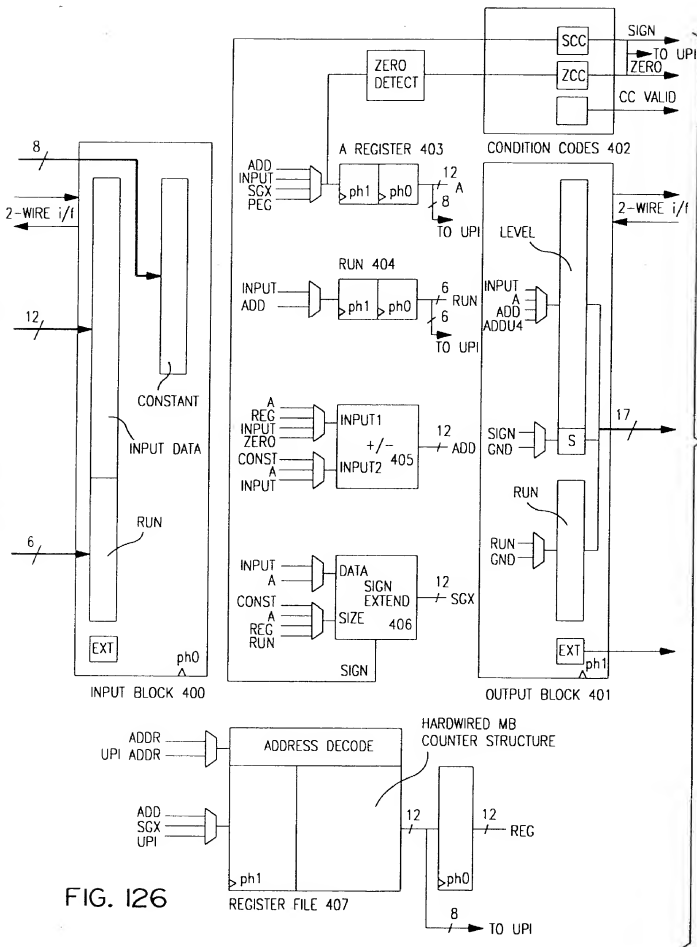 SIGN
SCC
TO UPI
ZERO DETECT
ZCC
ZERO
CC VALID
CONDITION CODES 402
8
2-WIRE i/f
12
CONSTANT
INPUT DATA
RUN
6
EXT
ph0
INPUT BLOCK 400
A REGISTER 403
ADD
INPUT
SGX
PEG
ph1
ph0
12
A
8
TO UPI
RUN 404
INPUT
ADD
ph1
ph0
6
RUN
6
TO UPI
A
REG
INPUT
ZERO
INPUT1
+/-
405
CONST
A
INPUT
INPUT2
12
ADD
INPUT
A
DATA
SIGN
EXTEND
406
CONST
A
REG
RUN
SIZE
12
SGX
SIGN
2-WIRE i/f
LEVEL
INPUT
A
ADD
ADDU4
SIGN
GND
S
17
RUN
RUN
GND
EXT
ph1
OUTPUT BLOCK 401
ADDR
UPI ADDR
ADDRESS DECODE
HARDWIRED MB
COUNTER STRUCTURE
ADD
SGX
UPI
ph1
12
12
REG
ph0
8
TO UPI
REGISTER FILE 407
FIG. 126